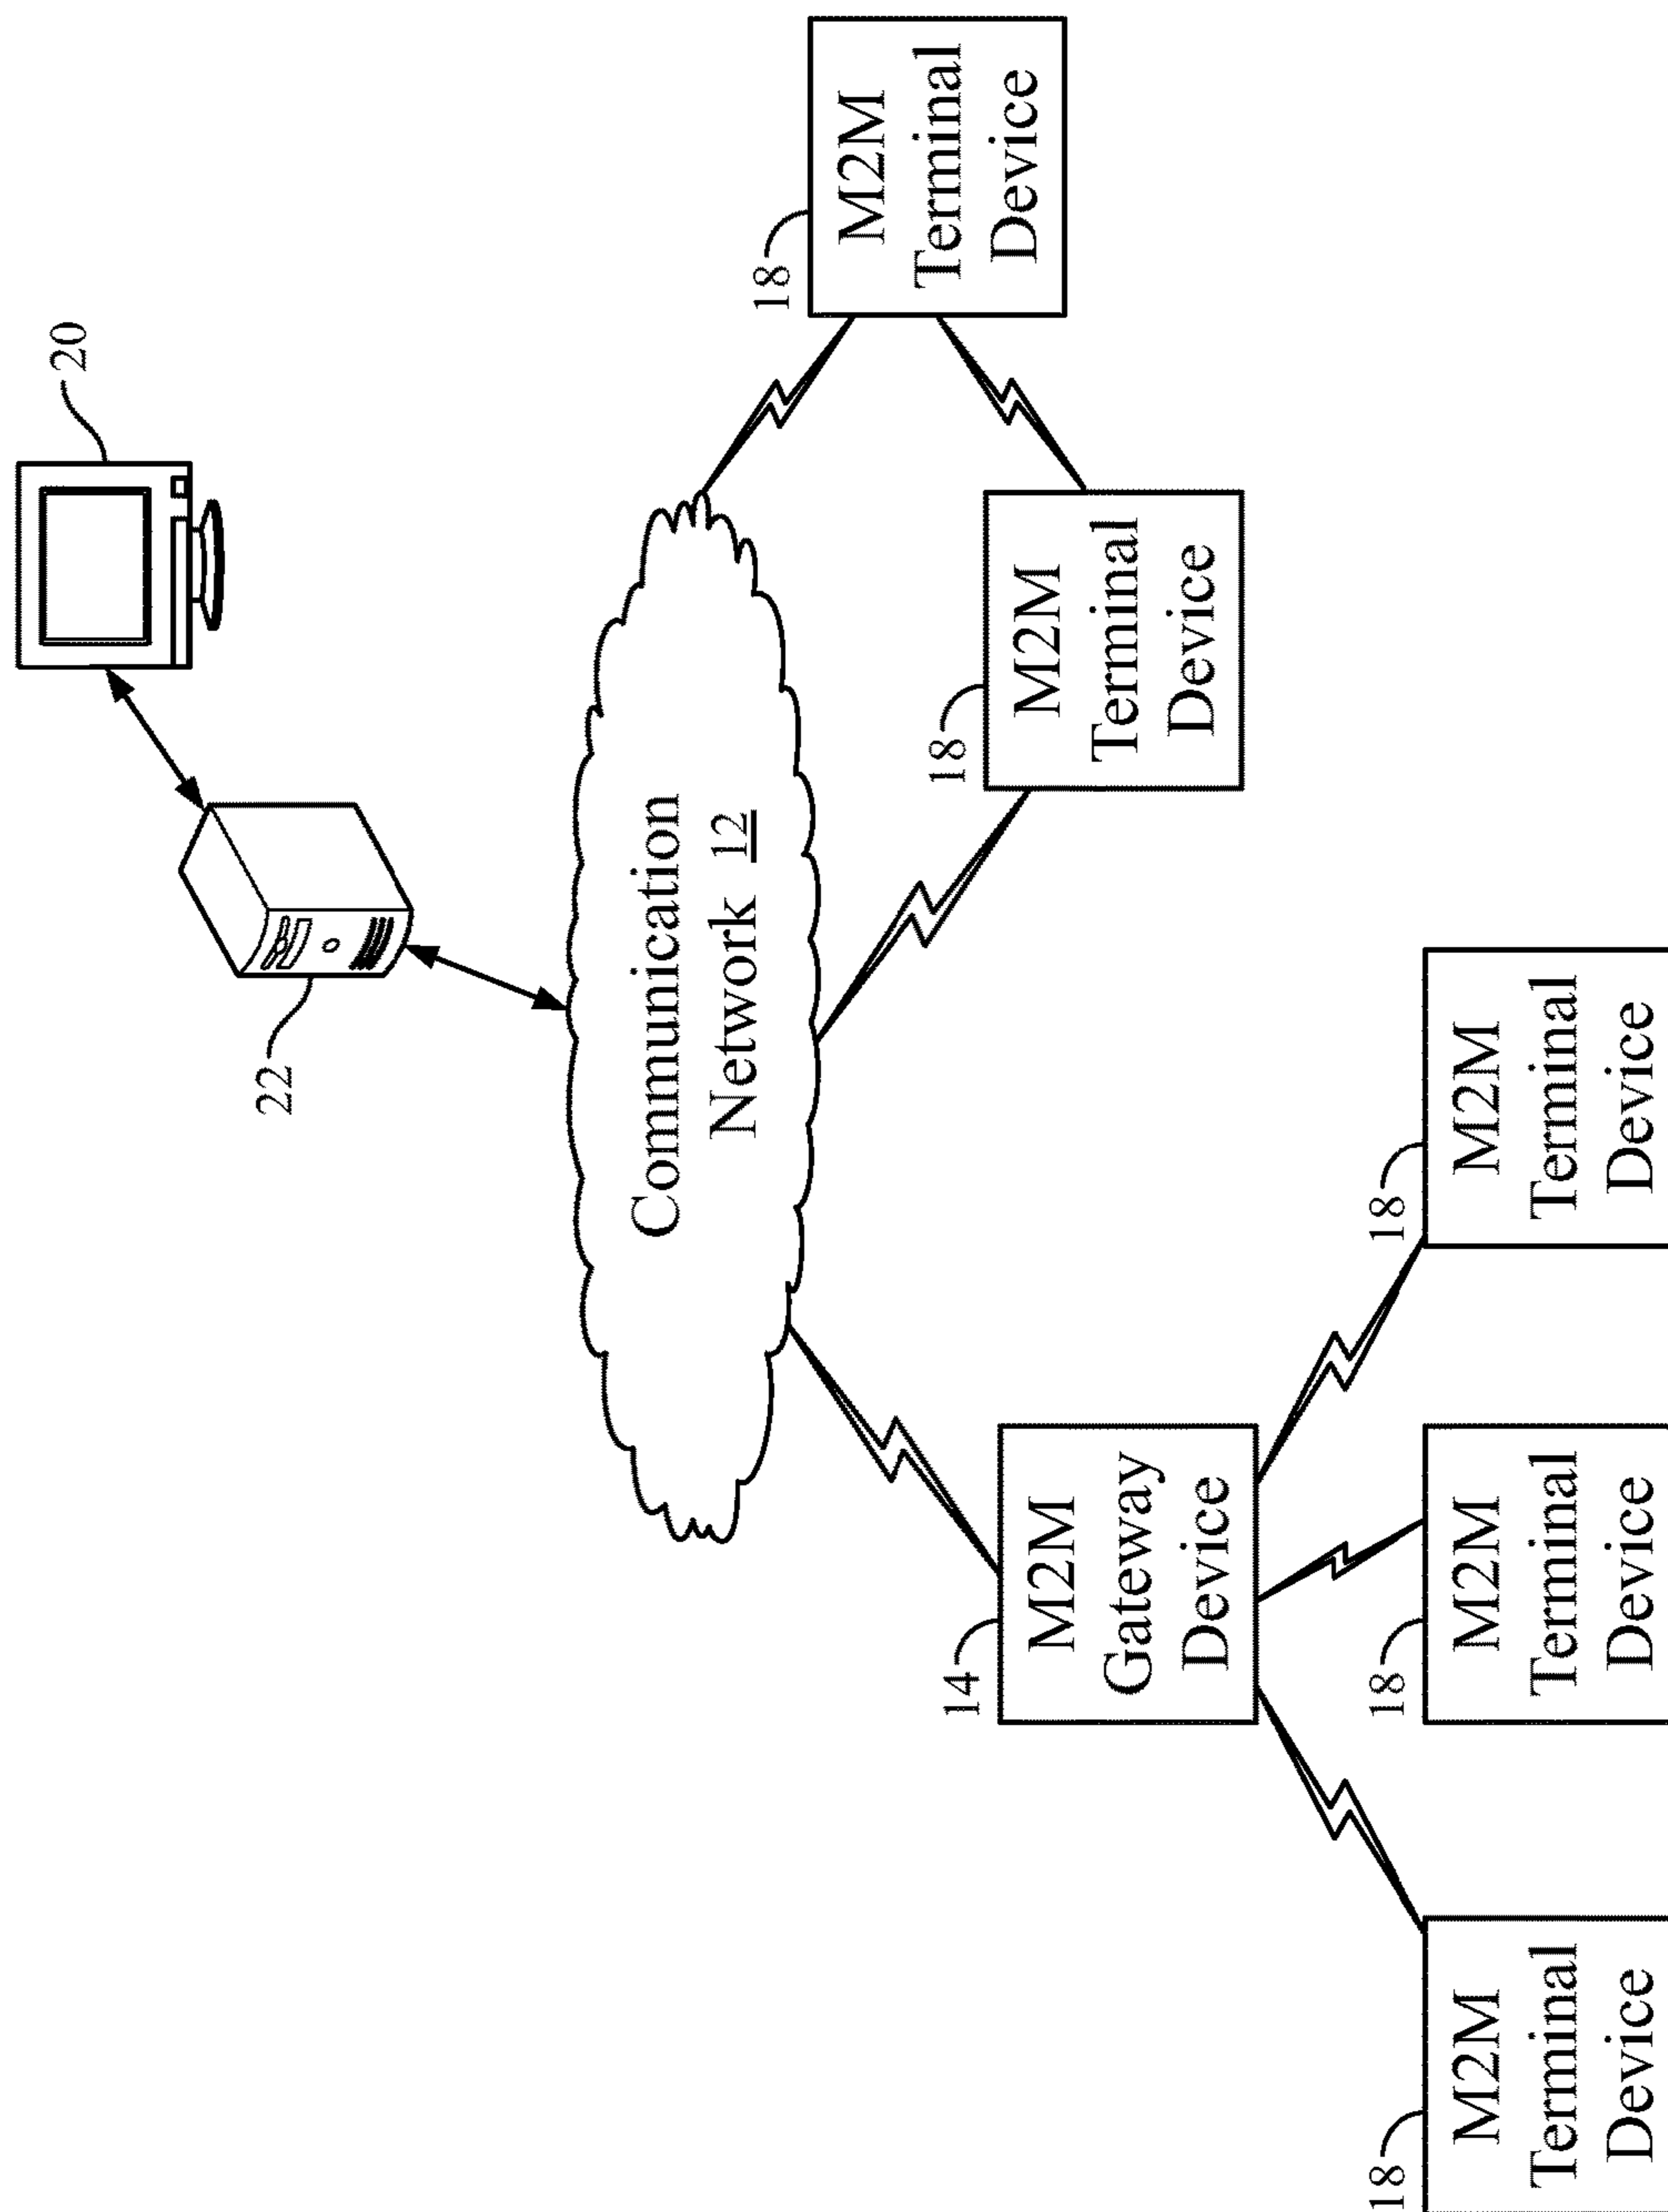 20
22
Communication
Network 12
18
M2M
Terminal
Device
18
M2M
Terminal
Device
14
M2M
Gateway
Device
18
M2M
Terminal
Device
18
M2M
Terminal
Device
18
M2M
Terminal
Device